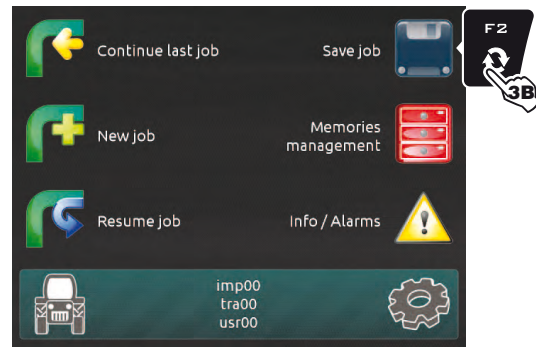 Continue last job
Save job
F2
3B
New job
Memories
management
Resume job
Info / Alarms
imp00
tra00
usr00